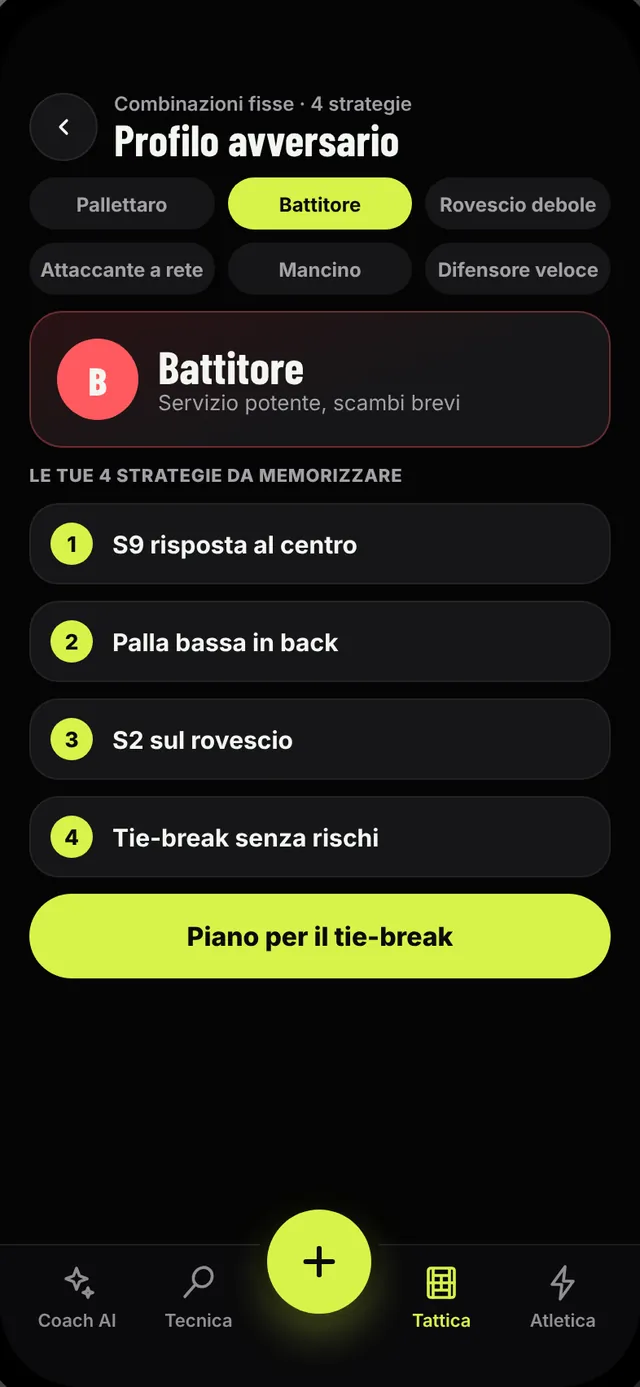 Combinazioni fisse · 4 strategie
Profilo avversario
Pallettaro
Battitore
Rovescio debole
Attaccante a rete
Mancino
Difensore veloce
B
Battitore
Servizio potente, scambi brevi
LE TUE 4 STRATEGIE DA MEMORIZZARE
1 S9 risposta al centro
2 Palla bassa in back
3 S2 sul rovescio
4 Tie-break senza rischi
Piano per il tie-break
Coach AI
Tecnica
Tattica
Atletica